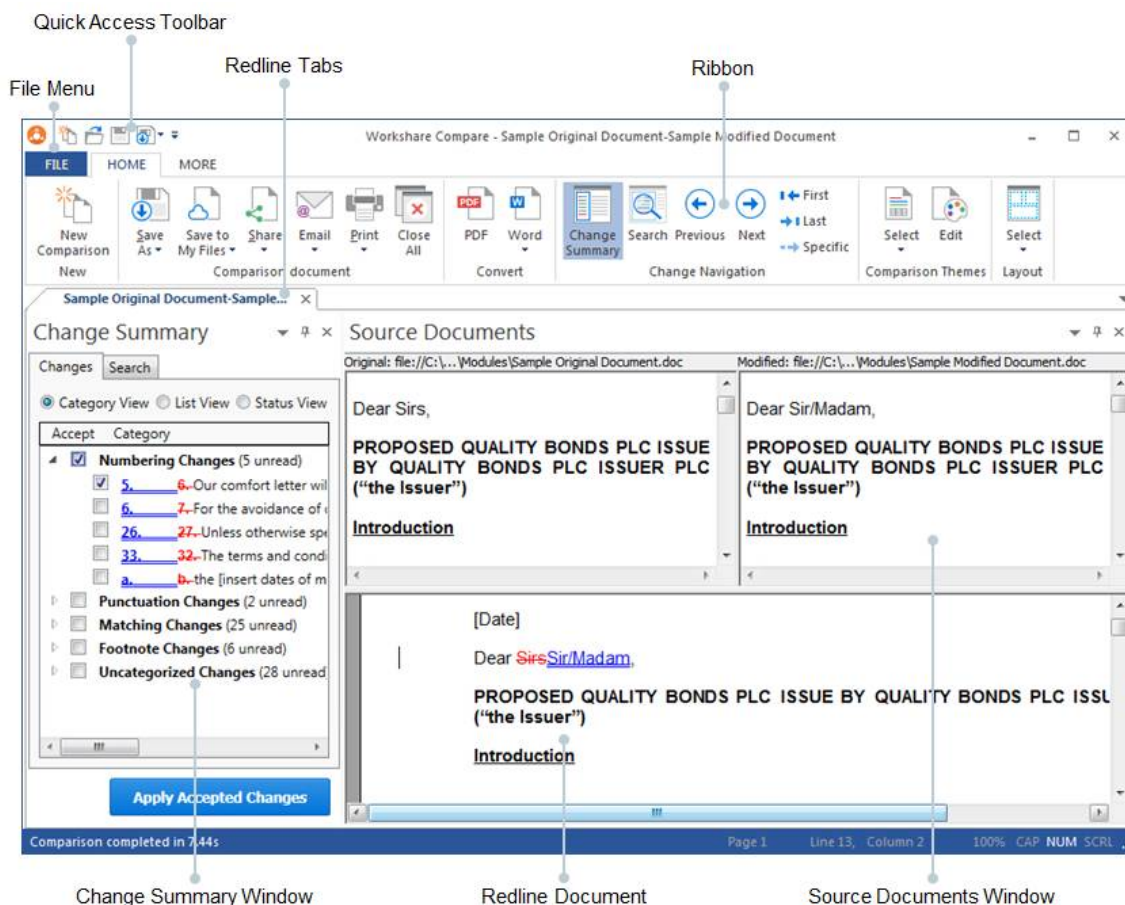 Quick Access Toolbar
Redline Tabs
Ribbon
File Menu
Workshare Compare - Sample Original Document-Sample Modified Document
FILE HOME MORE
New Comparison
Save As
Save to My Files
Share
Email
Print
Close All
PDF
Word
Change Summary
Search
Previous
Next
First
Last
Specific
Select
Edit
Select
New
Comparison document
Convert
Change Navigation
Comparison Themes
Layout
Sample Original Document-Sample...
Change Summary
Changes Search
Category View List View Status View
Accept Category
Numbering Changes (5 unread)
5. 6. Our comfort letter wil
6. 7. For the avoidance of
26. 27. Unless otherwise spe
33. 32. The terms and condi
a. b. the [insert dates of m
Punctuation Changes (2 unread)
Matching Changes (25 unread)
Footnote Changes (6 unread)
Uncategorized Changes (28 unread
Apply Accepted Changes
Source Documents
Original: file://C:\...\Modules\Sample Original Document.doc
Dear Sirs,
PROPOSED QUALITY BONDS PLC ISSUE
BY QUALITY BONDS PLC ISSUER PLC
(“the Issuer”)
Introduction
Modified: file://C:\...\Modules\Sample Modified Document.doc
Dear Sir/Madam,
PROPOSED QUALITY BONDS PLC ISSUE
BY QUALITY BONDS PLC ISSUER PLC
(“the Issuer”)
Introduction
[Date]
Dear SirsSir/Madam,
PROPOSED QUALITY BONDS PLC ISSUE BY QUALITY BONDS PLC ISSU
(“the Issuer”)
Introduction
Comparison completed in 7.44s
Page 1 Line 13, Column 2 100% CAP NUM SCRL
Change Summary Window
Redline Document
Source Documents Window